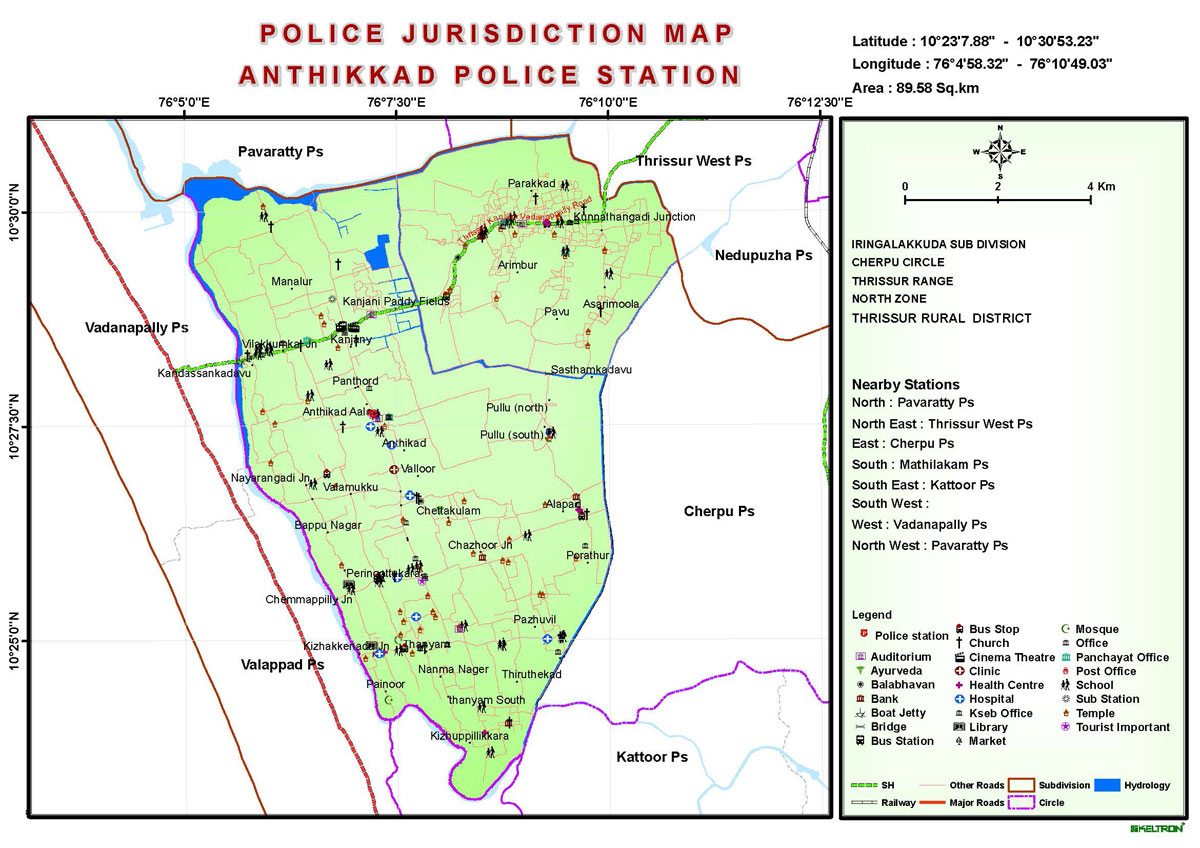 POLICE JURISDICTION MAP
ANTHIKKAD POLICE STATION
Latitude : 10°23'7.88" - 10°30'53.23"
Longitude : 76°4'58.32" - 76°10'49.03"
Area : 89.58 Sq.km
76°5'0"E
76°7'30"E
76°10'0"E
76°12'30"E
10°30'0"N
10°27'30"N
10°25'0"N
Pavaratty Ps
Thrissur West Ps
Nedupuzha Ps
Vadanapally Ps
Cherpu Ps
Valappad Ps
Kattoor Ps
Parakkad
Thrissur Kanjani Vadanappally Road
Kunnathangadi Junction
Arimbur
Manalur
Kanjani Paddy Fields
Asarimoola
Pavu
Vilakkumkal Jn
Kanjany
Kandassankadavu
Sasthamkadavu
Panthord
Anthikad Aal
Pullu (north)
Pullu (south)
Anthikad
Valloor
Nayarangadi Jn
Valamukku
Chettakulam
Alapad
Bappu Nagar
Chazhoor Jn
Perathur
Peringottukara
Chemmappilly Jn
Pazhuvil
Kizhakkenada Jn
Thanyam
Nanma Nager
Thiruthekad
Painoor
thanyam South
Kizhuppillikkara
N
W
E
S
0
2
4 Km
IRINGALAKKUDA SUB DIVISION
CHERPU CIRCLE
THRISSUR RANGE
NORTH ZONE
THRISSUR RURAL DISTRICT
Nearby Stations
North : Pavaratty Ps
North East : Thrissur West Ps
East : Cherpu Ps
South : Mathilakam Ps
South East : Kattoor Ps
South West :
West : Vadanapally Ps
North West : Pavaratty Ps
Legend
Police station
Auditorium
Ayurveda
Balabhavan
Bank
Boat Jetty
Bridge
Bus Station
Bus Stop
Church
Cinema Theatre
Clinic
Health Centre
Hospital
Kseb Office
Library
Market
Mosque
Office
Panchayat Office
Post Office
School
Sub Station
Temple
Tourist Important
SH
Other Roads
Subdivision
Hydrology
Railway
Major Roads
Circle
KELTRON